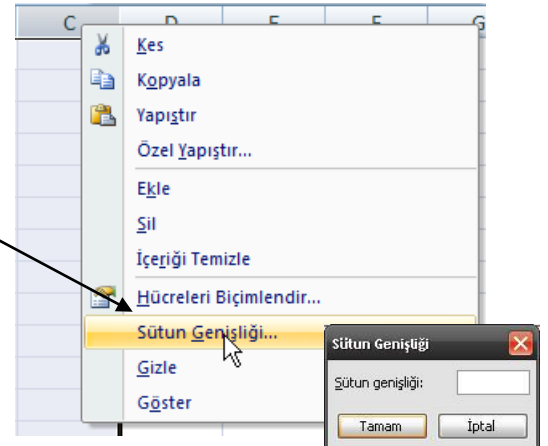 C D E F G
Kes
Kopyala
Yapıştır
Özel Yapıştır...
Ekle
Sil
İçeriği Temizle
Hücreleri Biçimlendir...
Sütun Genişliği...
Gizle
Göster
Sütun Genişliği
Sütun genişliği:
Tamam İptal